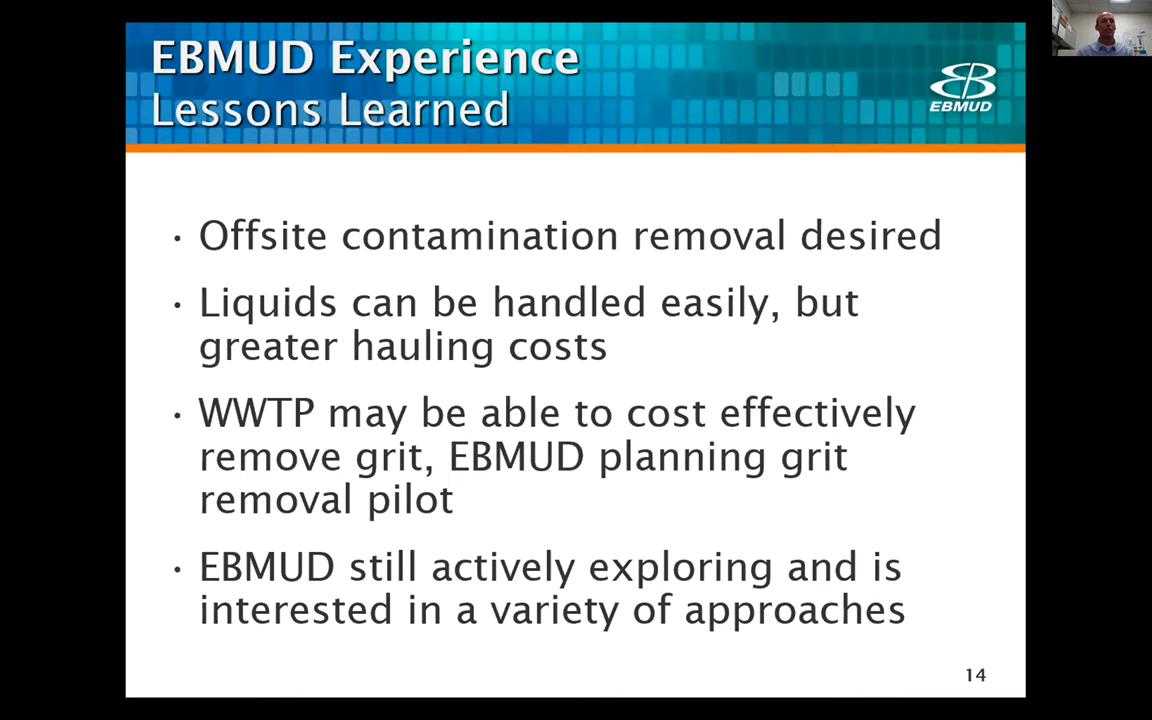 EBMUD Experience
Lessons Learned
EBMUD
• Offsite contamination removal desired
• Liquids can be handled easily, but
greater hauling costs
• WWTP may be able to cost effectively
remove grit, EBMUD planning grit
removal pilot
• EBMUD still actively exploring and is
interested in a variety of approaches
14